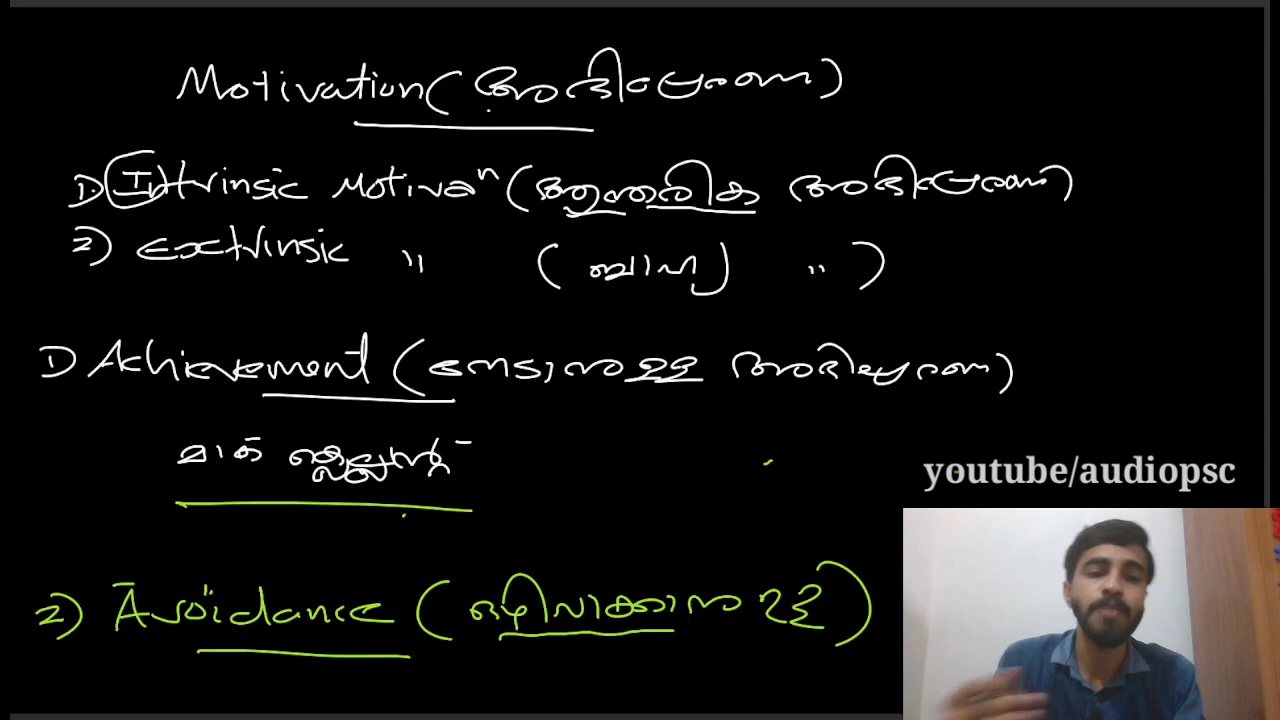 Motivation (അഭിപ്രേരണ)
1) Intrinsic Motivaⁿ (ആന്തരിക അഭിപ്രേരണ)
2) Extrinsic " (ബാഹ്യ ")
1) Achievement (നേടാനുള്ള അഭിപ്രേരണ)
മാക് ക്ലെല്ലന്റ്
youtube/audiopsc
2) Avoidance (ഒഴിവാക്കാനുള്ള)